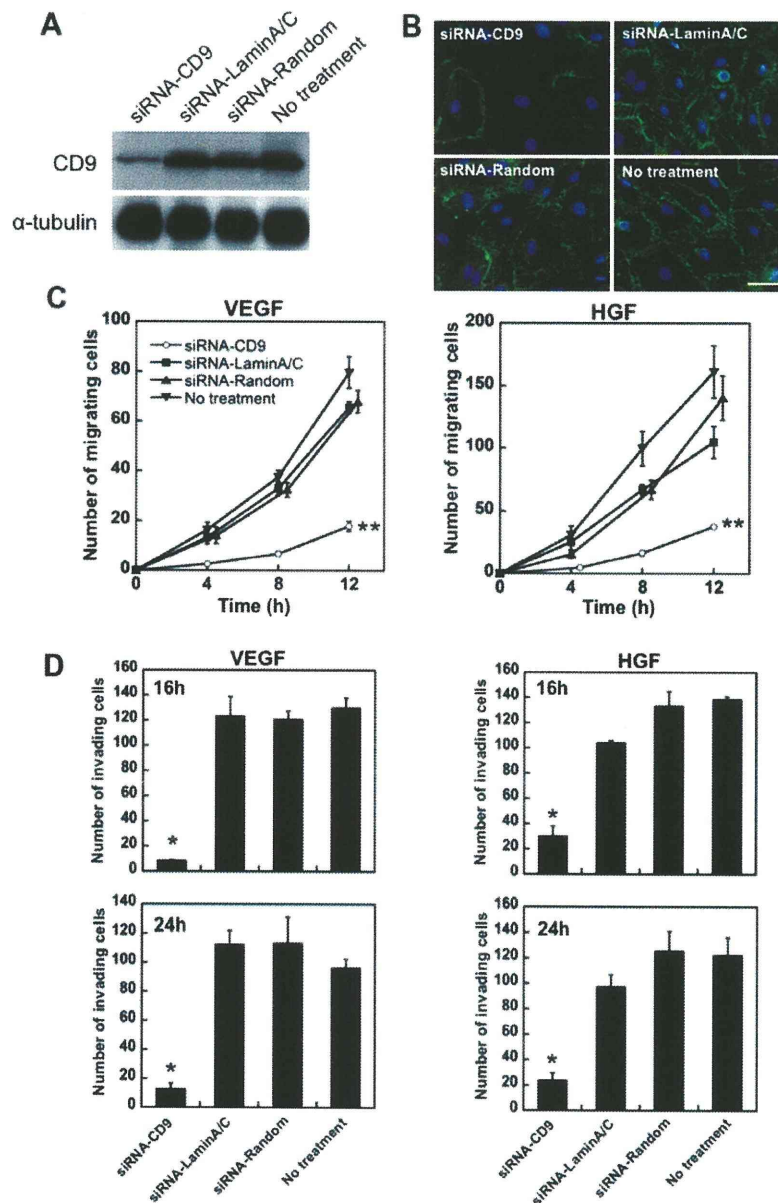 A
siRNA-CD9
siRNA-LaminA/C
siRNA-Random
No treatment
CD9
α-tubulin
B
siRNA-CD9
siRNA-LaminA/C
siRNA-Random
No treatment
C
VEGF
Number of migrating cells
100
80
60
40
20
0
siRNA-CD9
siRNA-LaminA/C
siRNA-Random
No treatment
**
0 4 8 12
Time (h)
HGF
Number of migrating cells
200
150
100
50
0
**
0 4 8 12
Time (h)
D
VEGF
16h
Number of invading cells
160
140
120
100
80
60
40
20
0
*
HGF
16h
Number of invading cells
160
140
120
100
80
60
40
20
0
*
24h
Number of invading cells
140
120
100
80
60
40
20
0
*
siRNA-CD9
siRNA-LaminA/C
siRNA-Random
No treatment
24h
Number of invading cells
160
140
120
100
80
60
40
20
0
*
siRNA-CD9
siRNA-LaminA/C
siRNA-Random
No treatment